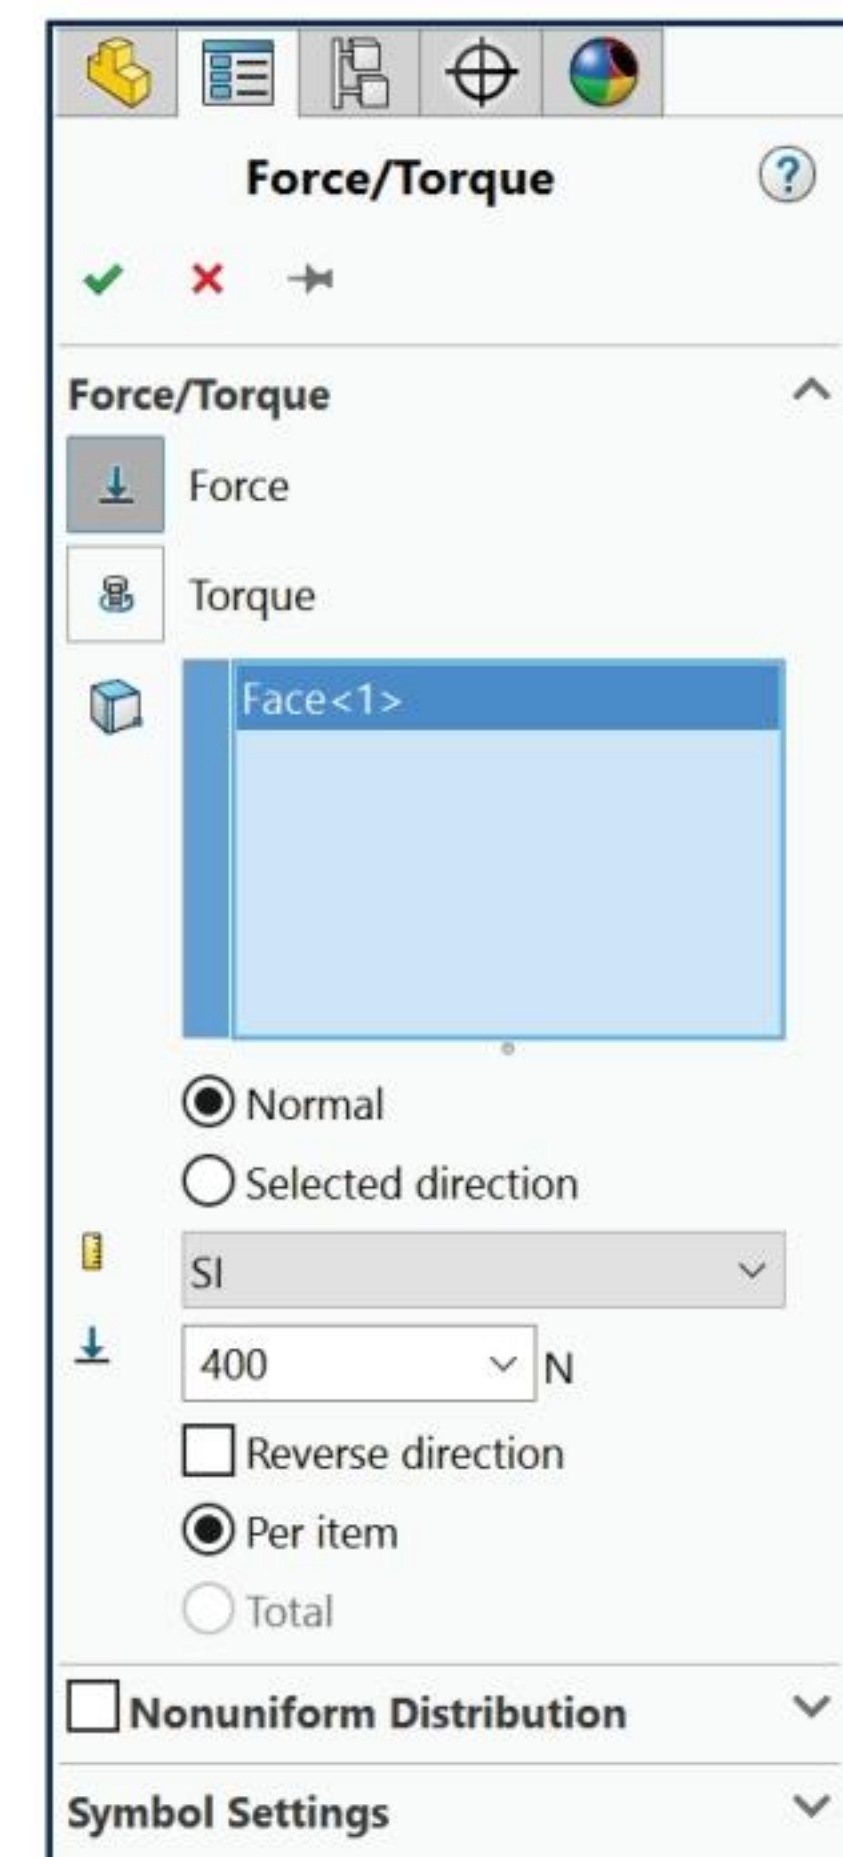 Force/Torque
?
Force/Torque
Force
Torque
Face<1>
Normal
Selected direction
SI
400 N
Reverse direction
Per item
Total
Nonuniform Distribution
Symbol Settings